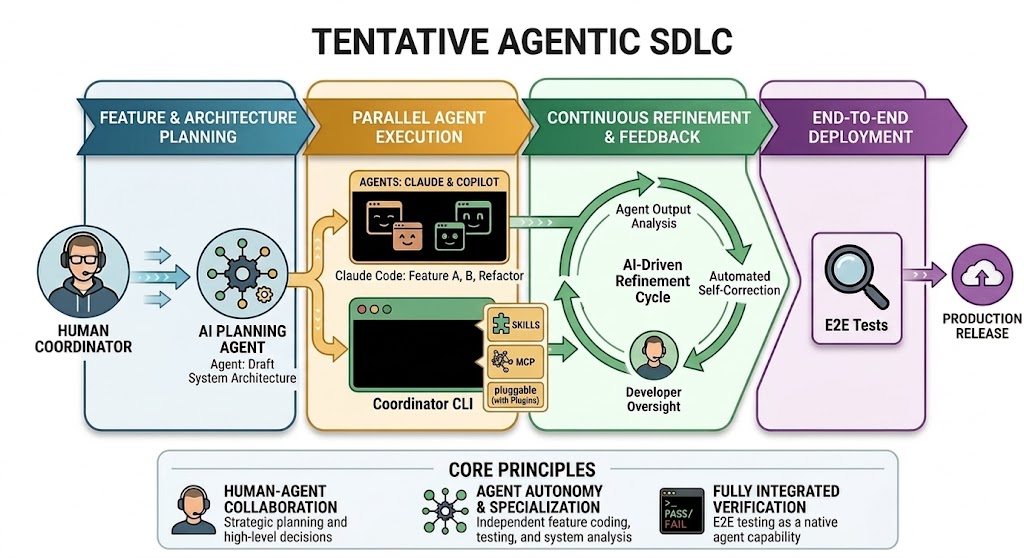 TENTATIVE AGENTIC SDLC
FEATURE & ARCHITECTURE
PLANNING
PARALLEL AGENT
EXECUTION
CONTINUOUS REFINEMENT
& FEEDBACK
END-TO-END
DEPLOYMENT
HUMAN
COORDINATOR
AI PLANNING
AGENT
Agent: Draft
System Architecture
AGENTS: CLAUDE & COPILOT
Claude Code: Feature A, B, Refactor
SKILLS
MCP
pluggable
(with Plugins)
Coordinator CLI
Agent Output
Analysis
AI-Driven
Refinement
Cycle
Automated
Self-Correction
Developer
Oversight
E2E Tests
PRODUCTION
RELEASE
CORE PRINCIPLES
HUMAN-AGENT
COLLABORATION
Strategic planning and
high-level decisions
AGENT AUTONOMY
& SPECIALIZATION
Independent feature coding,
testing, and system analysis
>_
PASS/
FAIL
FULLY INTEGRATED
VERIFICATION
E2E testing as a native
agent capability